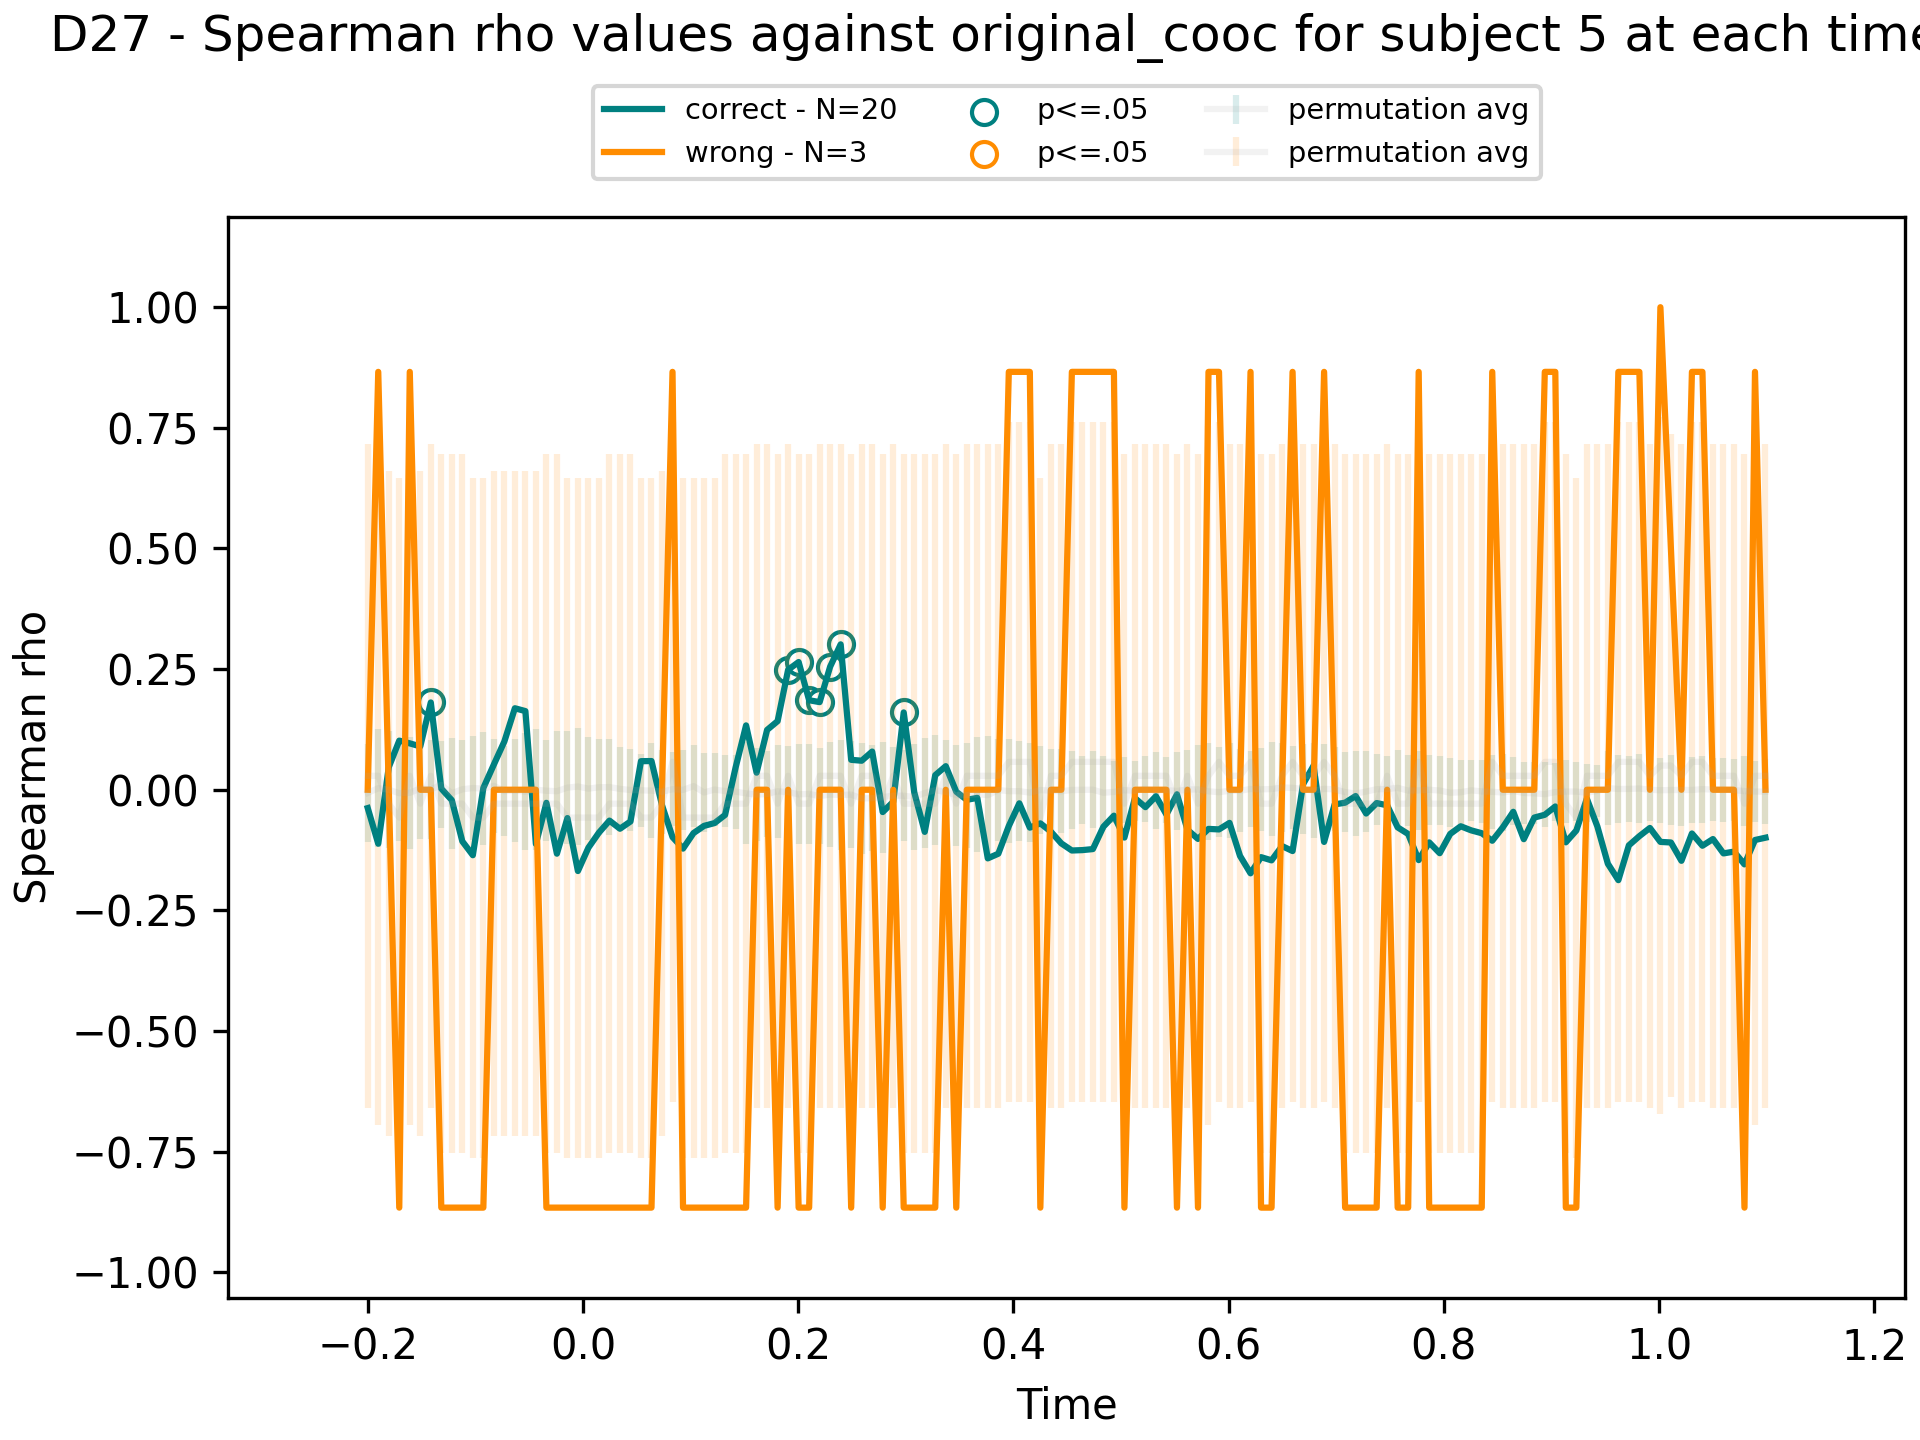 D27 - Spearman rho values against original_cooc for subject 5 at each time
correct - N=20 p<=.05 permutation avg
wrong - N=3 p<=.05 permutation avg
1.00
0.75
0.50
0.25
0.00
−0.25
−0.50
−0.75
−1.00
Spearman rho
−0.2 0.0 0.2 0.4 0.6 0.8 1.0 1.2
Time